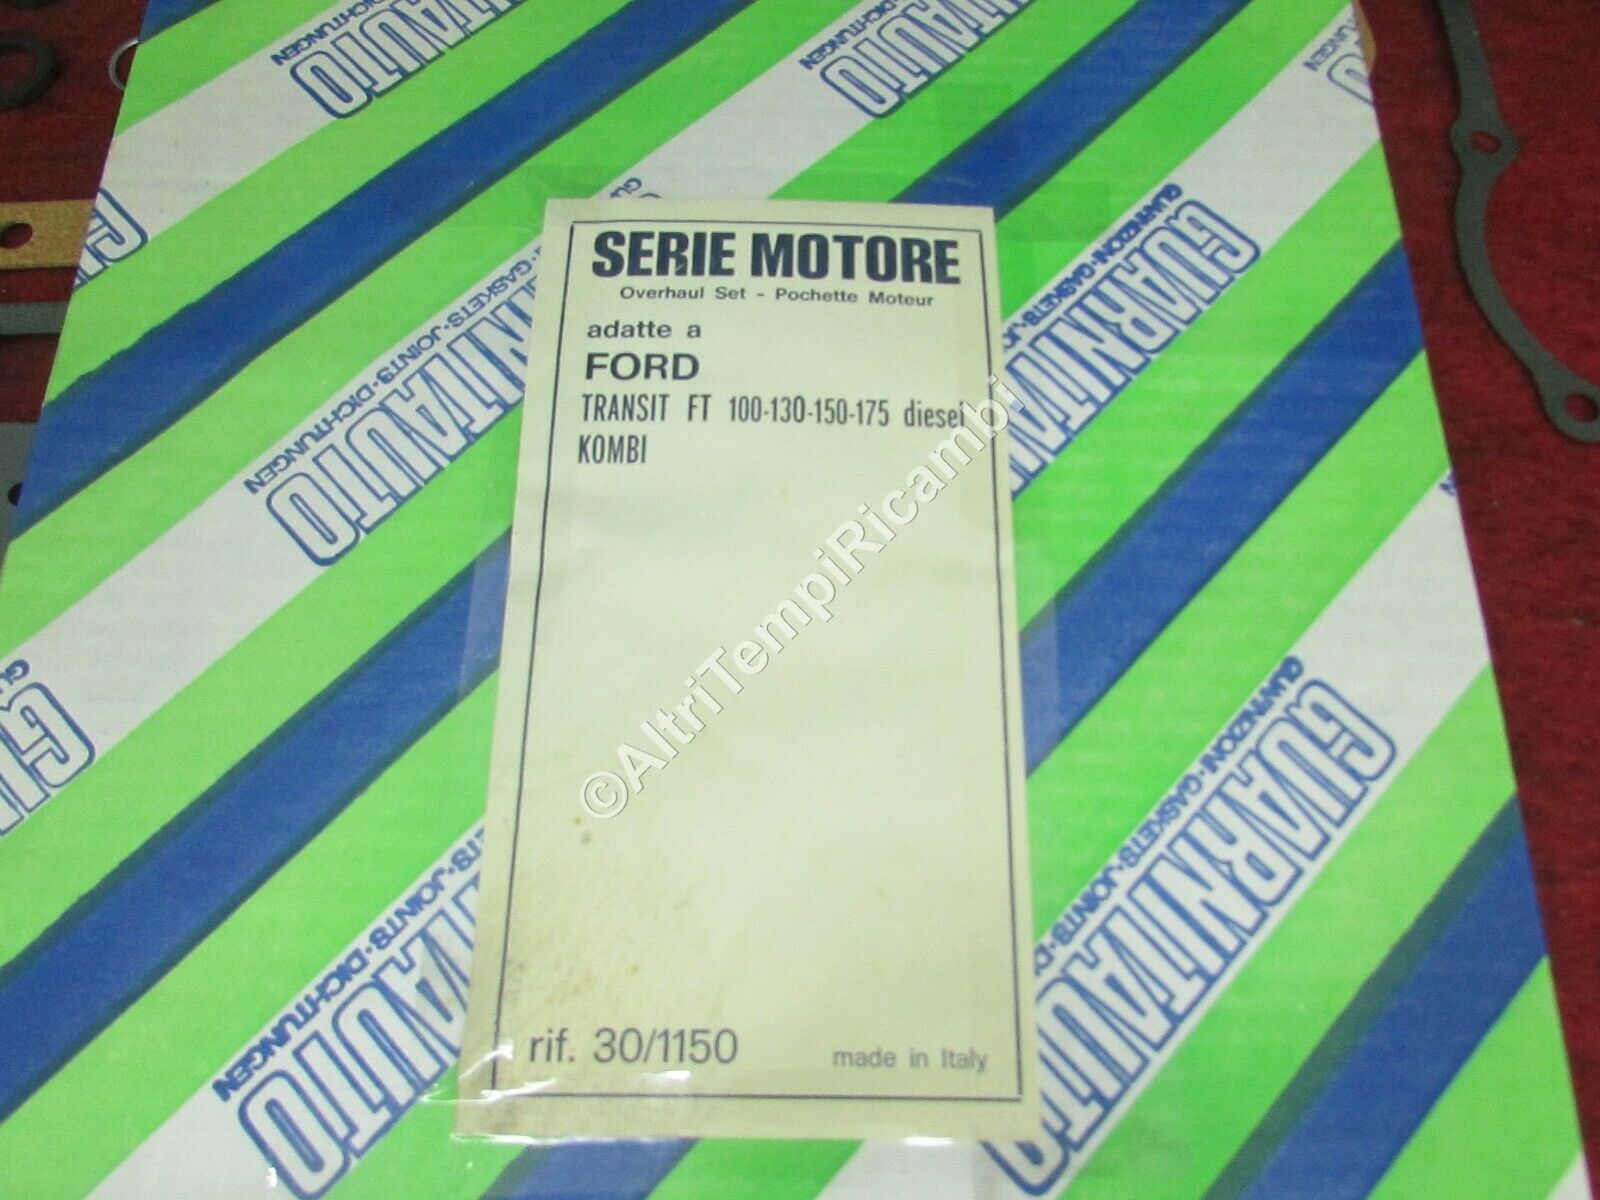 SERIE MOTORE
Overhaul Set - Pochette Moteur
adatte a
FORD
TRANSIT FT 100-130-150-175 diesel
KOMBI
rif. 30/1150
made in Italy
©AltriTempiRicambi
GUARNITAUTO
GUARNIZIONI·GASKETS·JOINTS·DICHTUNGEN